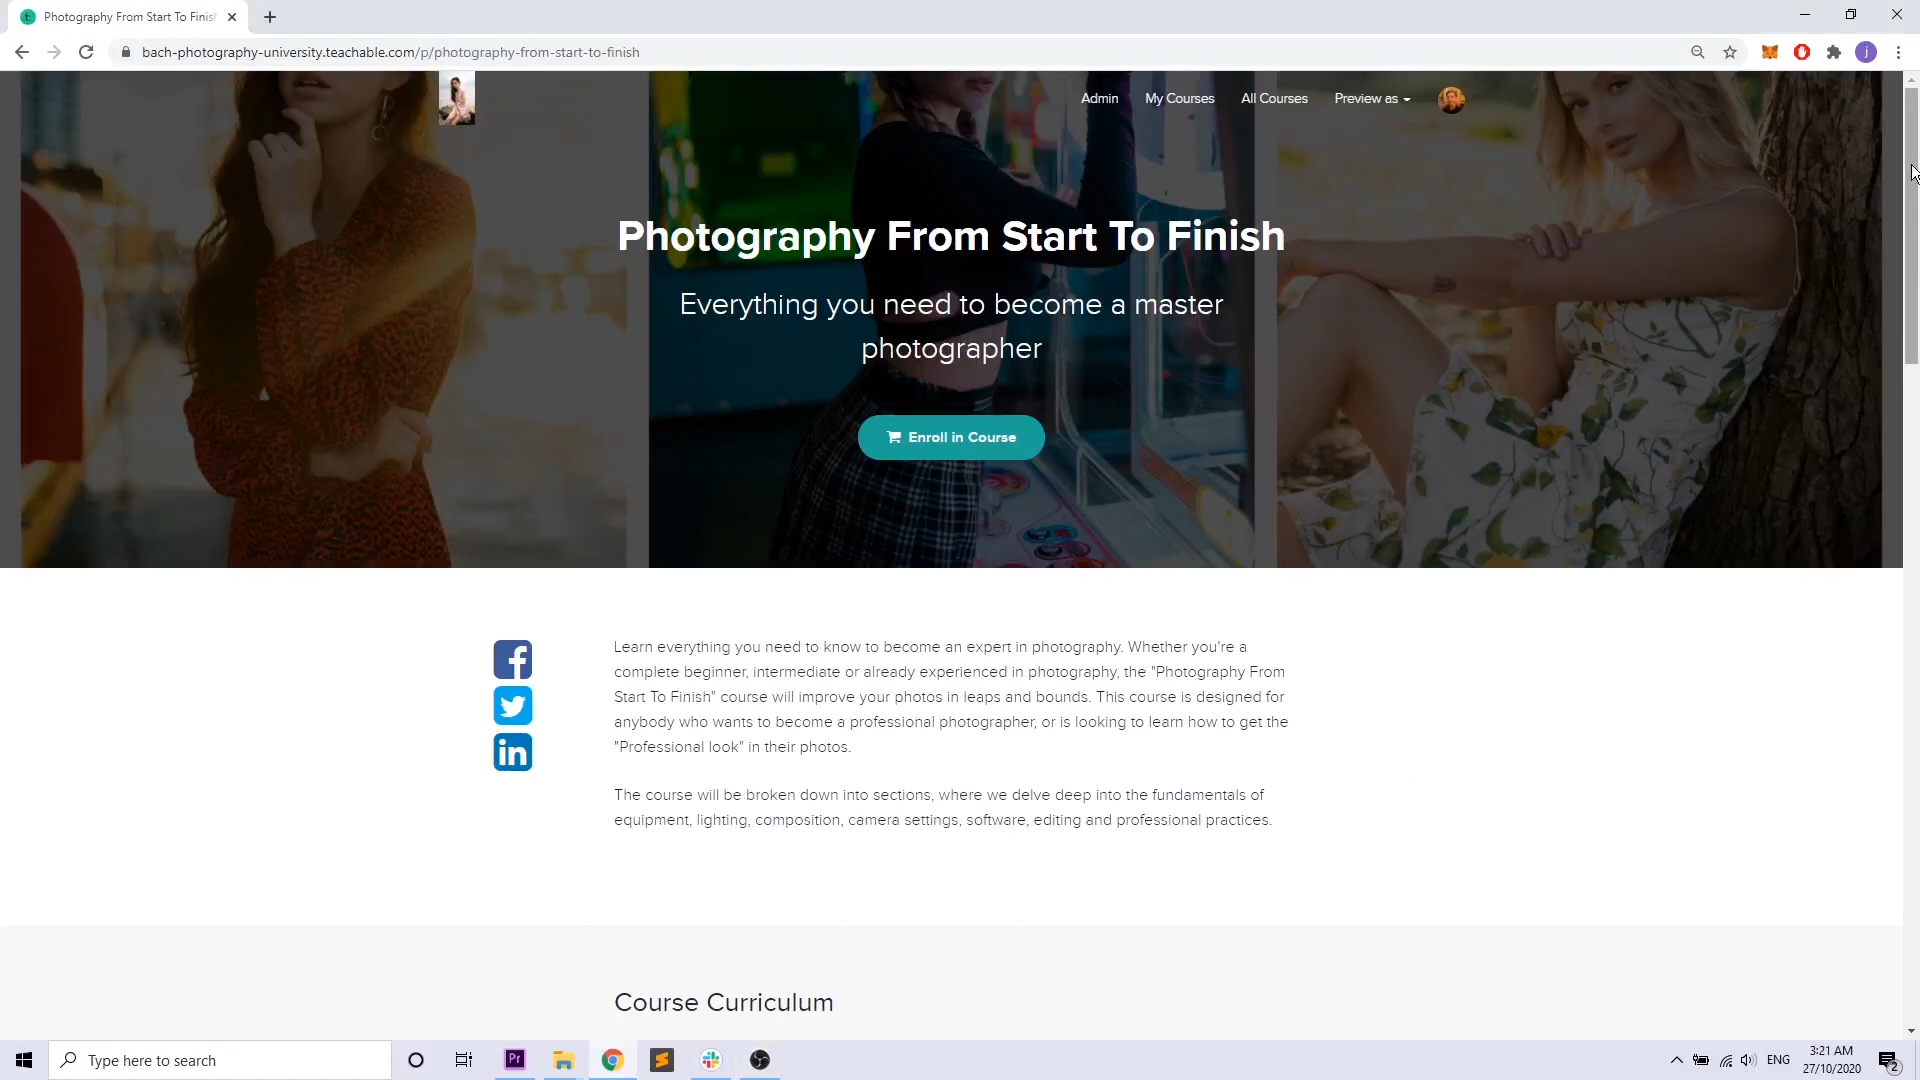 Photography From Start To Finis
bach-photography-university.teachable.com/p/photography-from-start-to-finish
j
Admin
My Courses
All Courses
Preview as
Photography From Start To Finish
Everything you need to become a master
photographer
Enroll in Course
Learn everything you need to know to become an expert in photography. Whether you're a
complete beginner, intermediate or already experienced in photography, the "Photography From
Start To Finish" course will improve your photos in leaps and bounds. This course is designed for
anybody who wants to become a professional photographer, or is looking to learn how to get the
"Professional look" in their photos.
The course will be broken down into sections, where we delve deep into the fundamentals of
equipment, lighting, composition, camera settings, software, editing and professional practices.
Course Curriculum
Type here to search
Pr
ENG
3:21 AM
27/10/2020
2